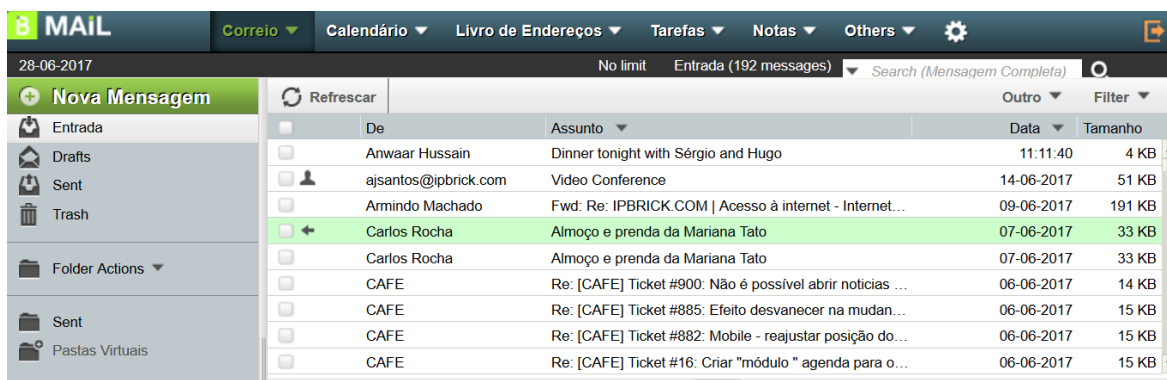 B MAiL Correio Calendário Livro de Endereços Tarefas Notas Others
28-06-2017 No limit Entrada (192 messages) Search (Mensagem Completa)
Nova Mensagem Refrescar Outro Filter
Entrada De Assunto Data Tamanho
Drafts Anwaar Hussain Dinner tonight with Sérgio and Hugo 11:11:40 4 KB
Sent ajsantos@ipbrick.com Video Conference 14-06-2017 51 KB
Trash Armindo Machado Fwd: Re: IPBRICK.COM | Acesso à internet - Internet… 09-06-2017 191 KB
Carlos Rocha Almoço e prenda da Mariana Tato 07-06-2017 33 KB
Folder Actions Carlos Rocha Almoço e prenda da Mariana Tato 07-06-2017 33 KB
CAFE Re: [CAFE] Ticket #900: Não é possível abrir noticias … 06-06-2017 14 KB
Sent CAFE Re: [CAFE] Ticket #885: Efeito desvanecer na mudan… 06-06-2017 15 KB
Pastas Virtuais CAFE Re: [CAFE] Ticket #882: Mobile - reajustar posição do… 06-06-2017 15 KB
CAFE Re: [CAFE] Ticket #16: Criar "módulo " agenda para o… 06-06-2017 15 KB